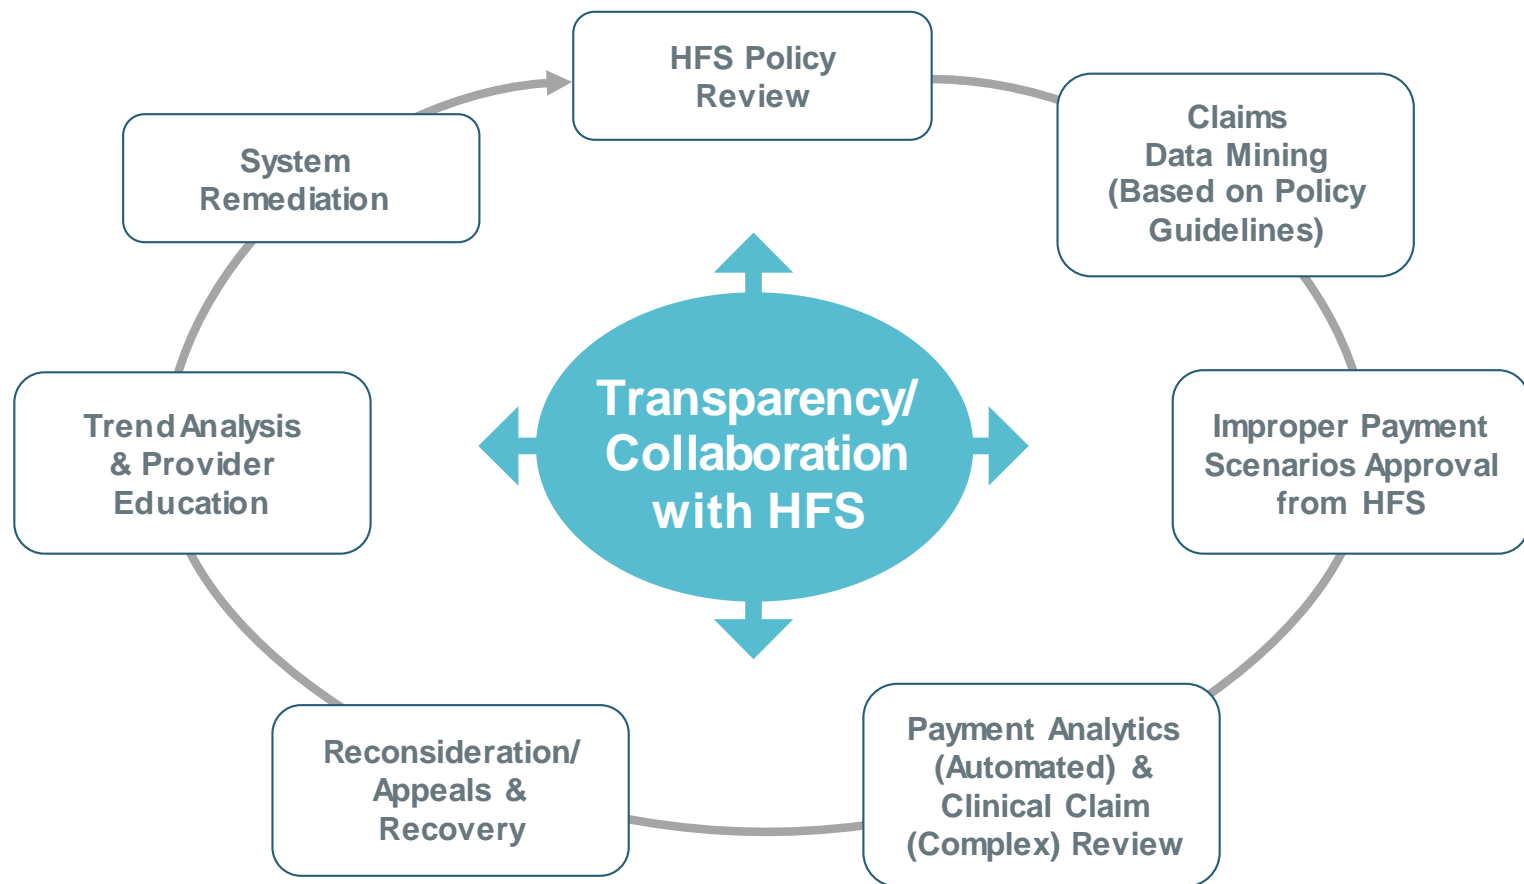 HFS Policy
Review
Claims
Data Mining
(Based on Policy
Guidelines)
Improper Payment
Scenarios Approval
from HFS
Payment Analytics
(Automated) &
Clinical Claim
(Complex) Review
Reconsideration/
Appeals &
Recovery
Trend Analysis
& Provider
Education
System
Remediation
Transparency/
Collaboration
with HFS